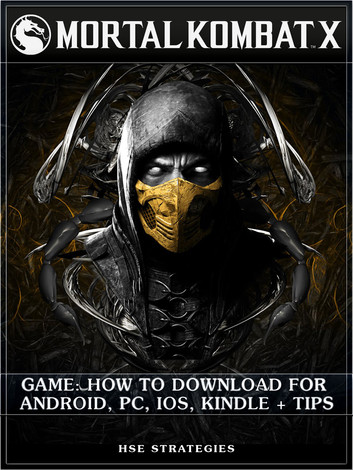 MORTAL KOMBAT X
GAME: HOW TO DOWNLOAD FOR
ANDROID, PC, IOS, KINDLE + TIPS
HSE STRATEGIES